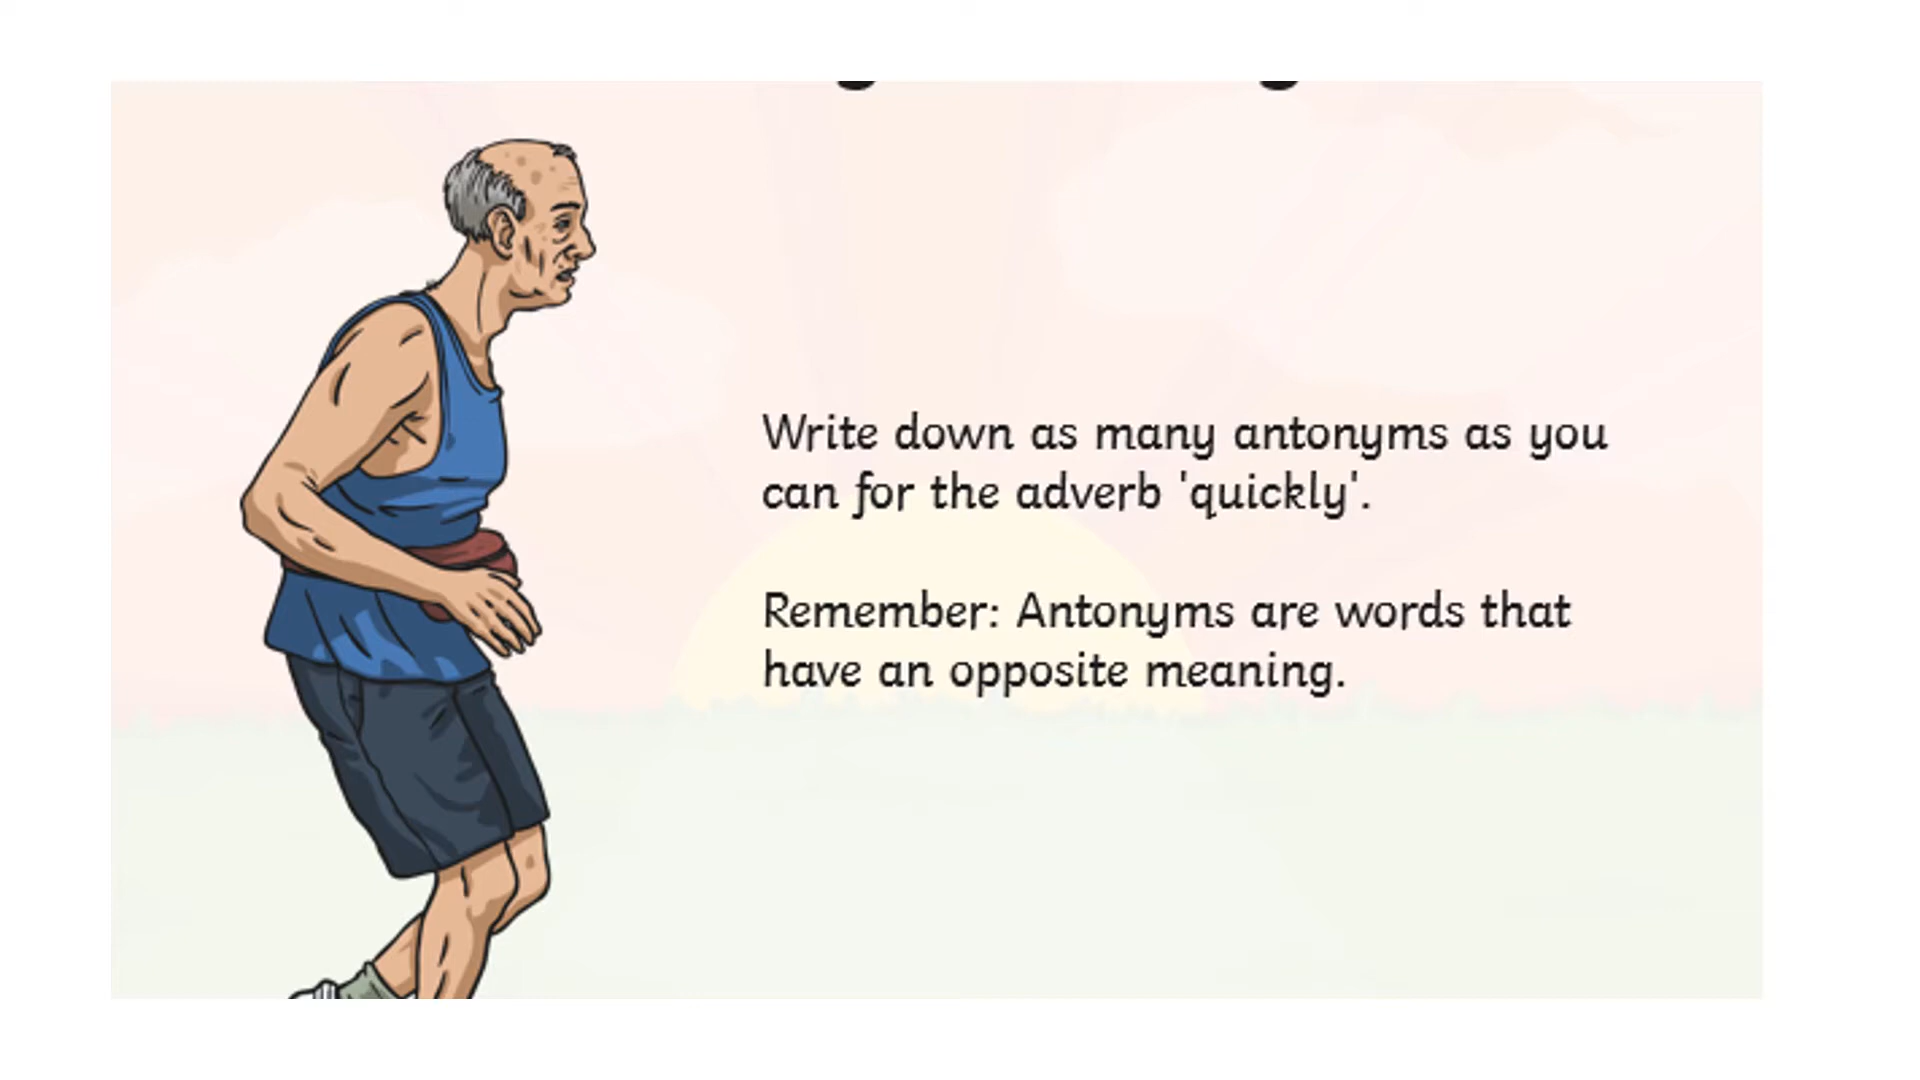 Write down as many antonyms as you
can for the adverb 'quickly'.
Remember: Antonyms are words that
have an opposite meaning.